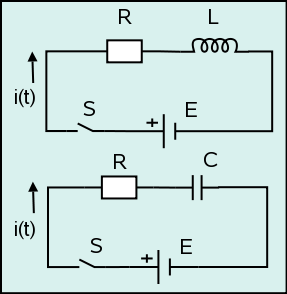 R L
i(t)
S + E
R C
i(t)
S + E